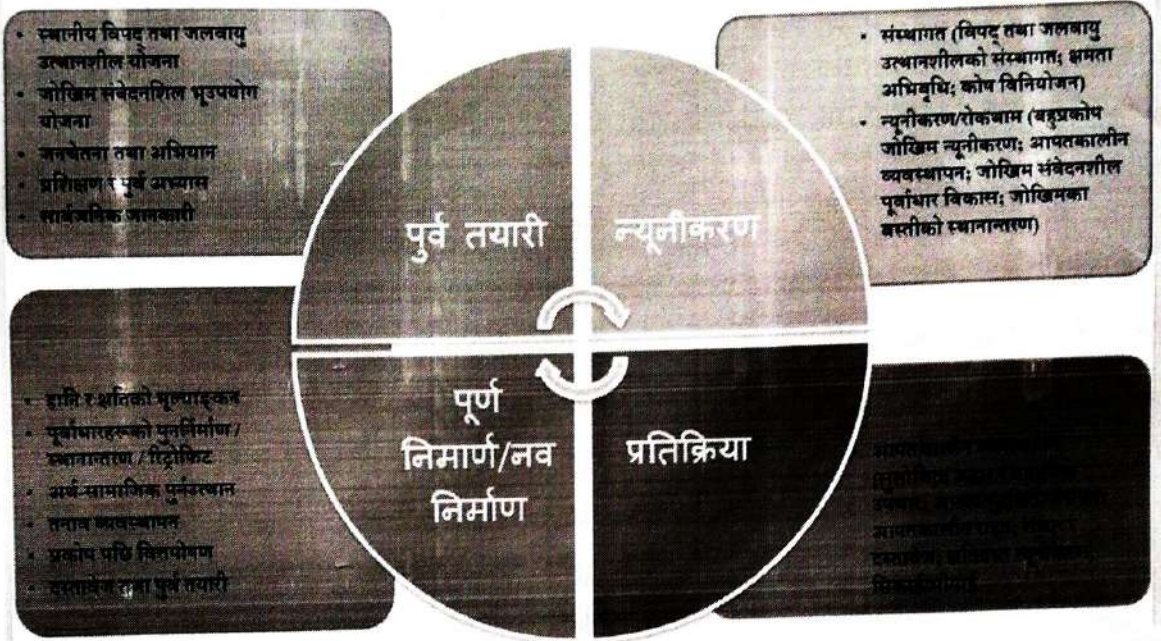 • स्थानीय विपद् तथा जलवायु
उत्थानशील योजना
• जोखिम संवेदनशिल भूउपयोग
योजना
• जनचेतना तथा अभियान
• प्रशिक्षण र पुर्व अभ्यास
• सार्वजनिक जानकारी
• संस्थागत (विपद् तथा जलवायु
उत्थानशीलको संस्थागत; क्षमता
अभिबृधि; कोष विनियोजन)
• न्यूनीकरण/रोकथाम (बहुप्रकोप
जोखिम न्यूनीकरण; आपतकालीन
व्यवस्थापन; जोखिम संवेदनशील
पूर्वाधार विकास; जोखिमका
बस्तीको स्थानान्तरण)
पुर्व तयारी
न्यूनीकरण
पूर्ण
निमार्ण/नव
निर्माण
प्रतिक्रिया
• हानि र क्षतिको मूल्याङ्कन
• पूर्वाधारहरूको पुनर्निर्माण/
स्थानान्तरण / रिट्रोफिट
• अर्थ-सामाजिक पुर्नउत्थान
• तनाव व्यवस्थापन
• प्रकोप पछि वित्तपोषण
• दस्तावेज तथा पुर्व तयारी